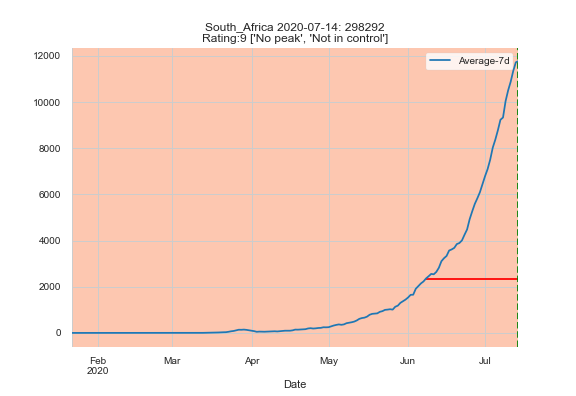 South_Africa 2020-07-14: 298292
Rating:9 ['No peak', 'Not in control']
Average-7d
12000
10000
8000
6000
4000
2000
0
Feb Mar Apr May Jun Jul
2020
Date